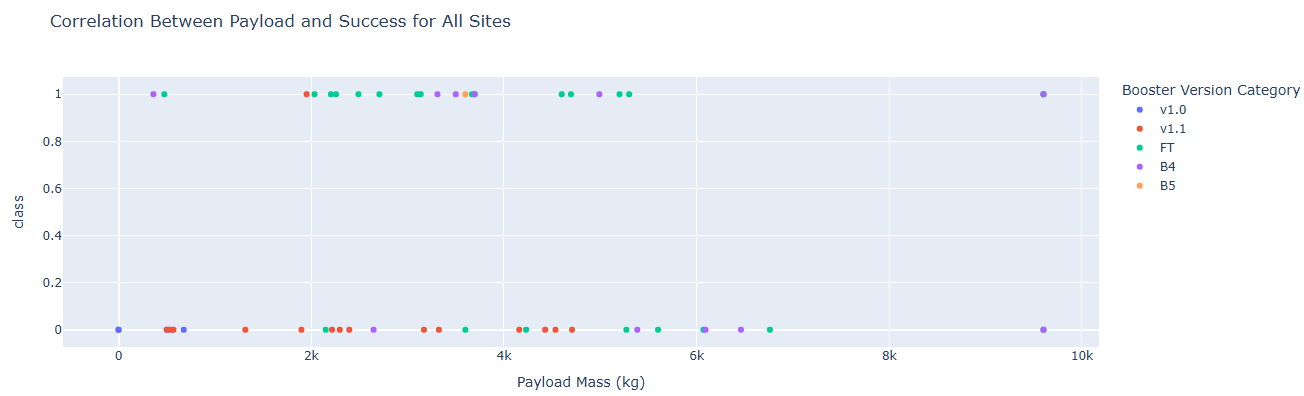 Correlation Between Payload and Success for All Sites
Booster Version Category
v1.0
v1.1
FT
B4
B5
1
0.8
0.6
0.4
0.2
0
class
0 2k 4k 6k 8k 10k
Payload Mass (kg)